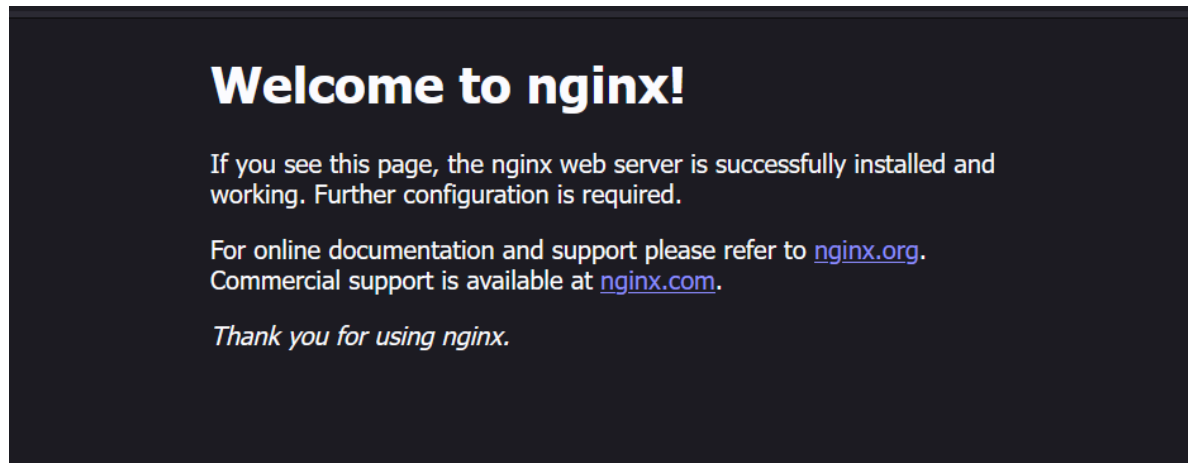 Welcome to nginx!
If you see this page, the nginx web server is successfully installed and
working. Further configuration is required.
For online documentation and support please refer to nginx.org.
Commercial support is available at nginx.com.
Thank you for using nginx.